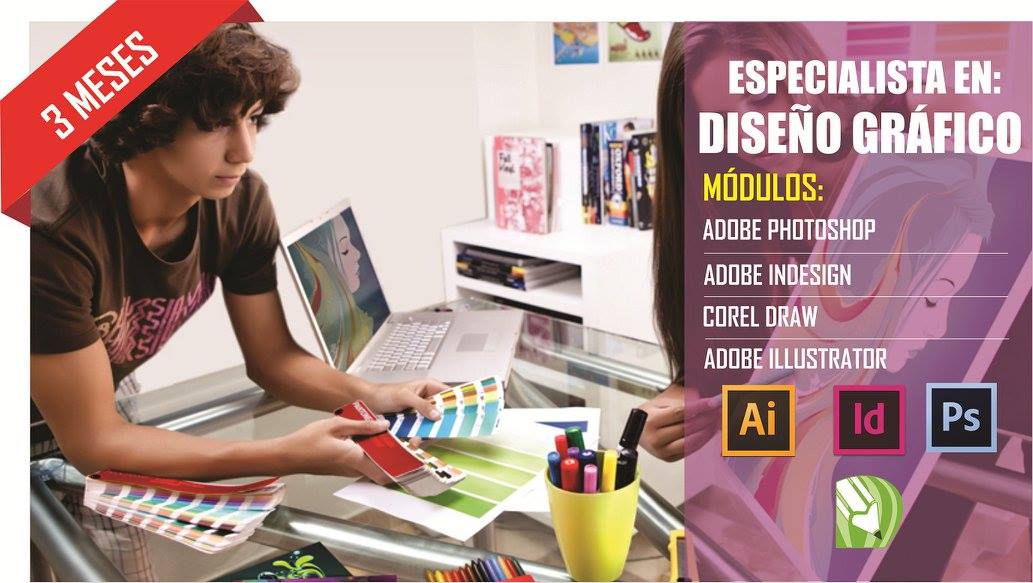 3 MESES
ESPECIALISTA EN:
DISEÑO GRÁFICO
MÓDULOS:
ADOBE PHOTOSHOP
ADOBE INDESIGN
COREL DRAW
ADOBE ILLUSTRATOR
Ai
Id
Ps